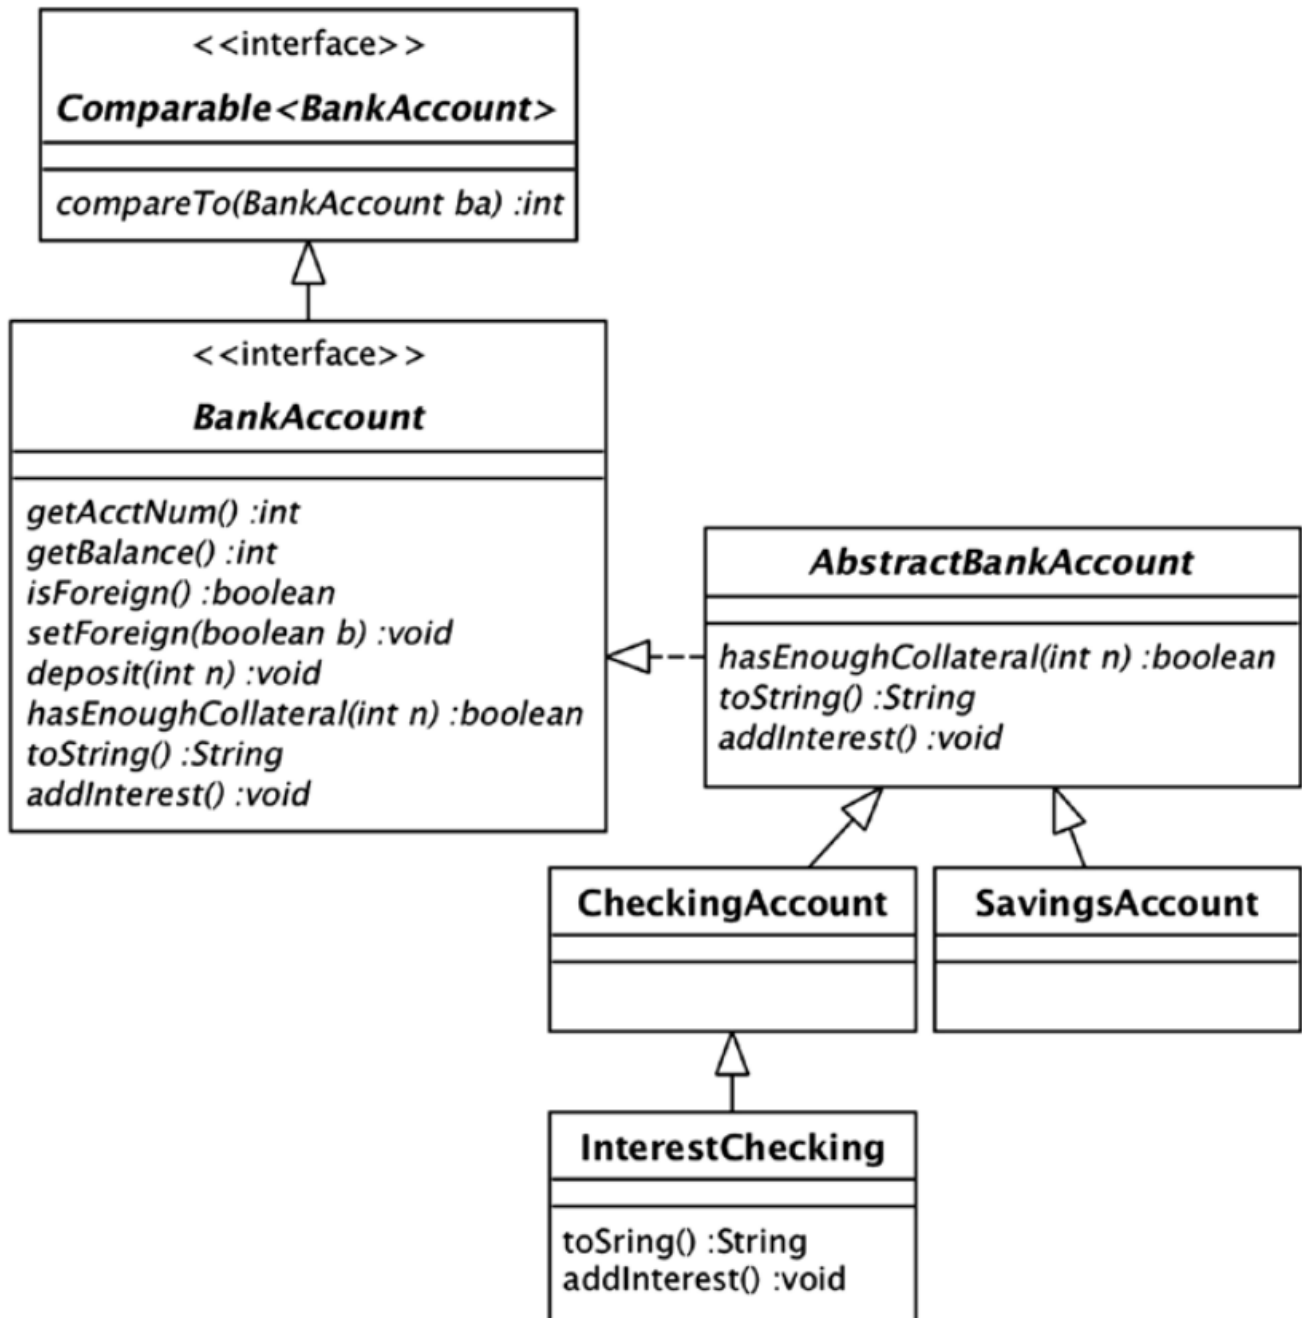 <<interface>>
Comparable<BankAccount>
compareTo(BankAccount ba) :int
<<interface>>
BankAccount
getAcctNum() :int
getBalance() :int
isForeign() :boolean
setForeign(boolean b) :void
deposit(int n) :void
hasEnoughCollateral(int n) :boolean
toString() :String
addInterest() :void
AbstractBankAccount
hasEnoughCollateral(int n) :boolean
toString() :String
addInterest() :void
CheckingAccount
SavingsAccount
InterestChecking
toSring() :String
addInterest() :void